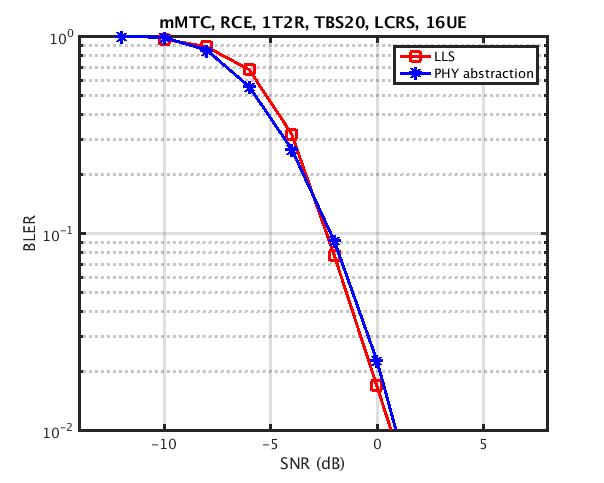 mMTC, RCE, 1T2R, TBS20, LCRS, 16UE
LLS
PHY abstraction
BLER
10^0
10^-1
10^-2
-10
-5
0
5
SNR (dB)